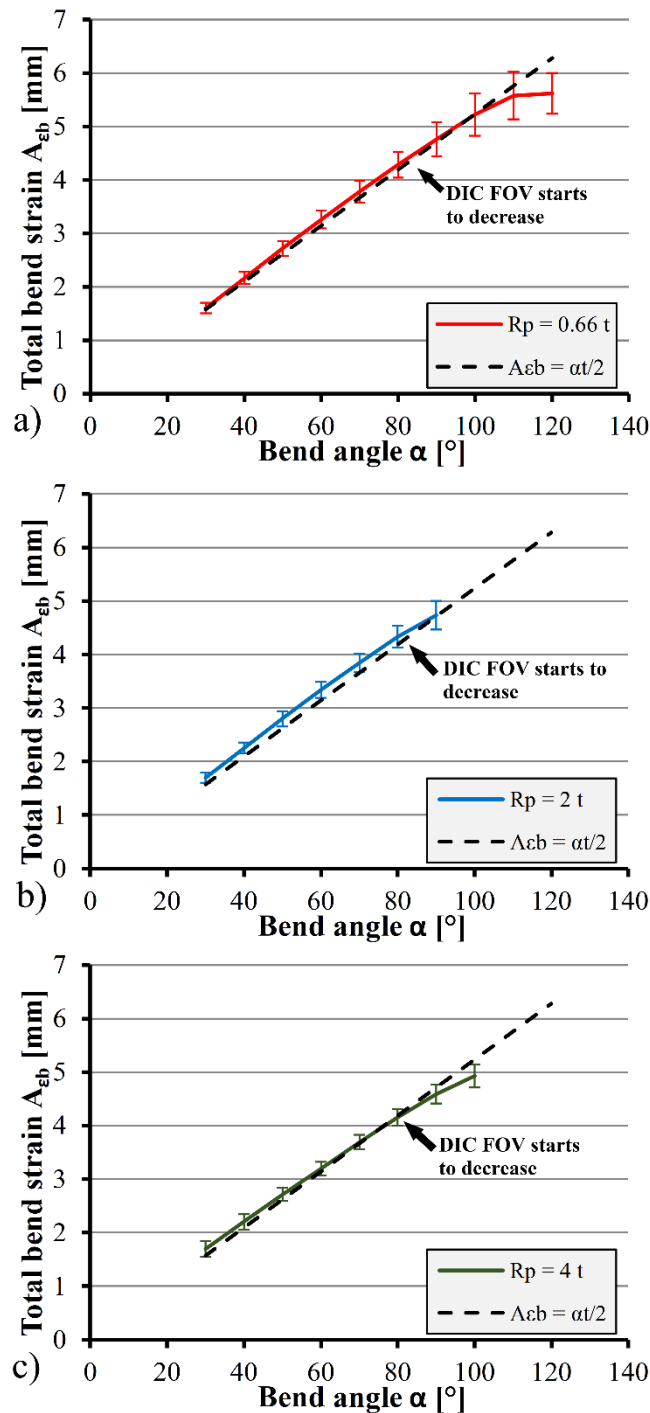 7
6
5
4
3
2
1
0
Total bend strain Aεb [mm]
DIC FOV starts
to decrease
Rp = 0.66 t
Aεb = αt/2
0 20 40 60 80 100 120 140
Bend angle α [°]
a)
7
6
5
4
3
2
1
0
Total bend strain Aεb [mm]
DIC FOV starts to
decrease
Rp = 2 t
Aεb = αt/2
0 20 40 60 80 100 120 140
Bend angle α [°]
b)
7
6
5
4
3
2
1
0
Total bend strain Aεb [mm]
DIC FOV starts
to decrease
Rp = 4 t
Aεb = αt/2
0 20 40 60 80 100 120 140
Bend angle α [°]
c)